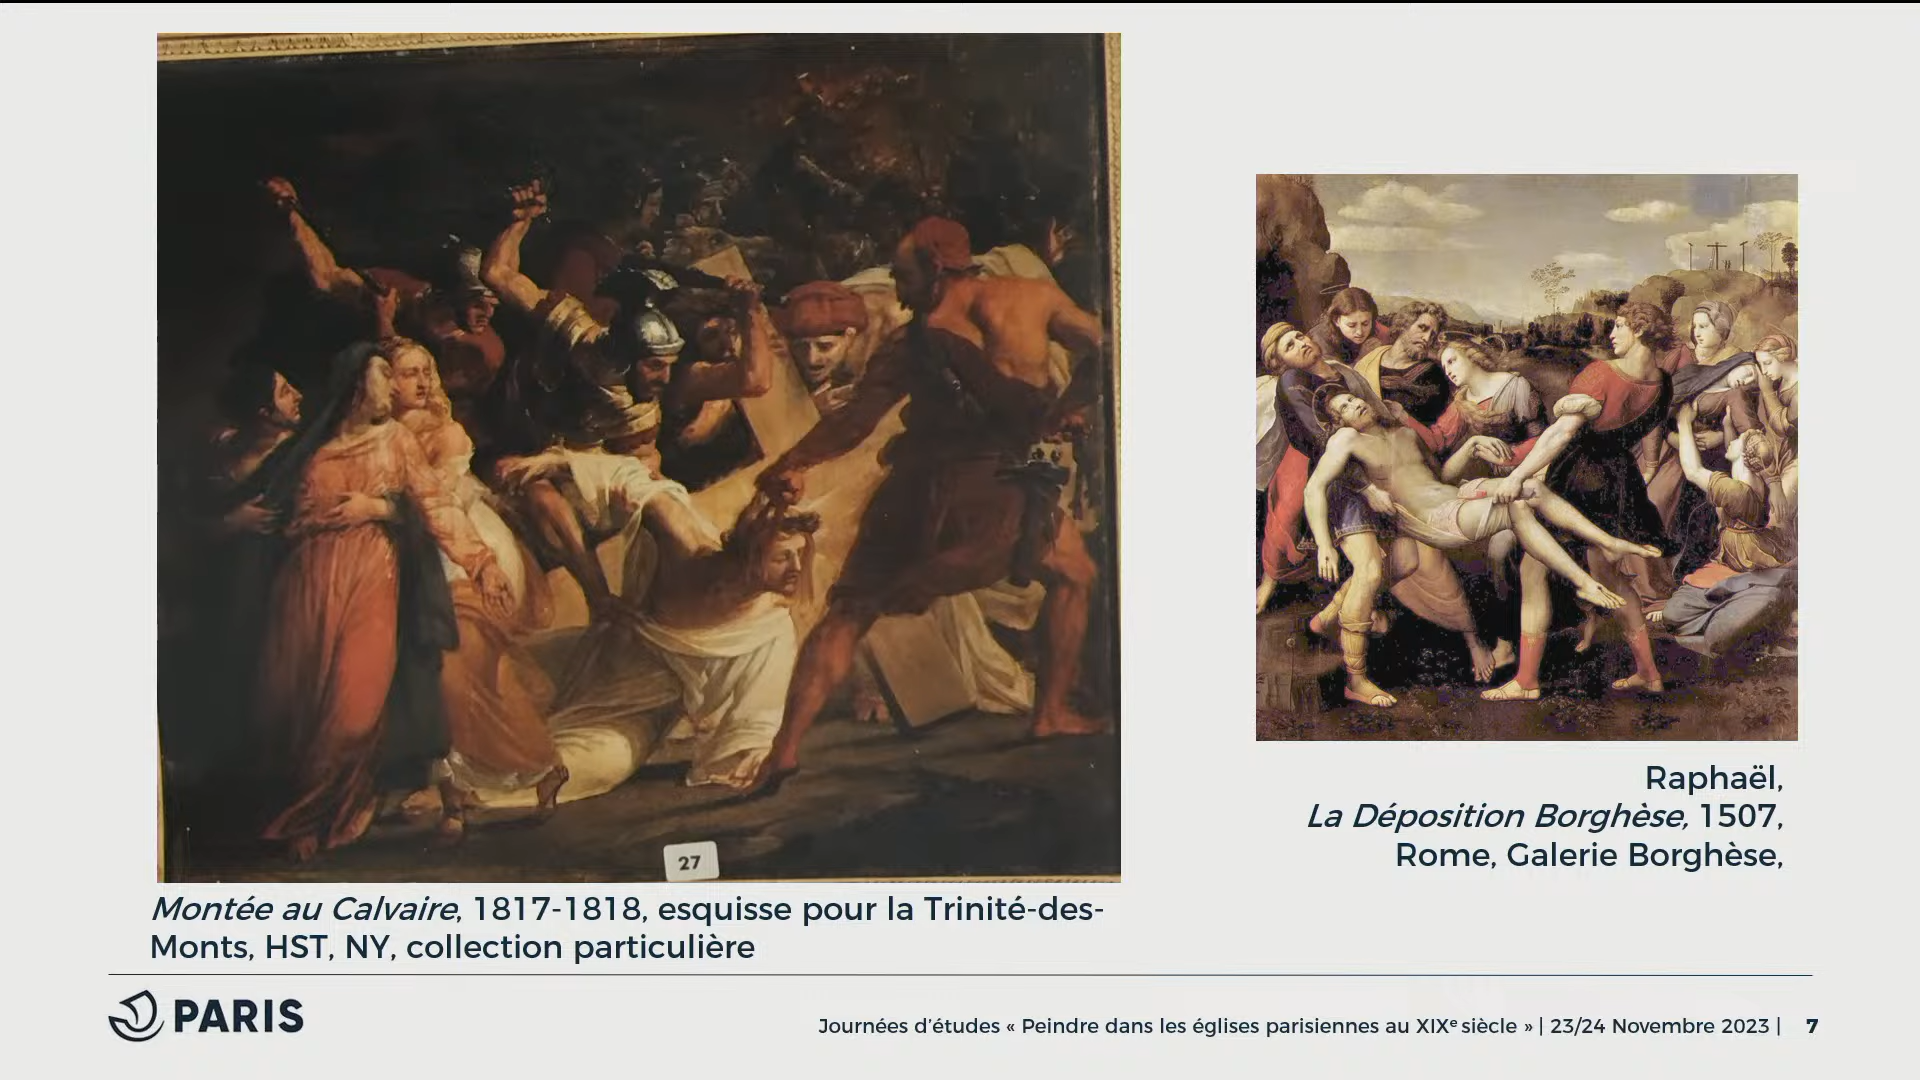 27
Raphaël,
La Déposition Borghèse, 1507,
Rome, Galerie Borghèse,
Montée au Calvaire, 1817-1818, esquisse pour la Trinité-des-
Monts, HST, NY, collection particulière
PARIS
Journées d'études « Peindre dans les églises parisiennes au XIXe siècle » | 23/24 Novembre 2023 | 7